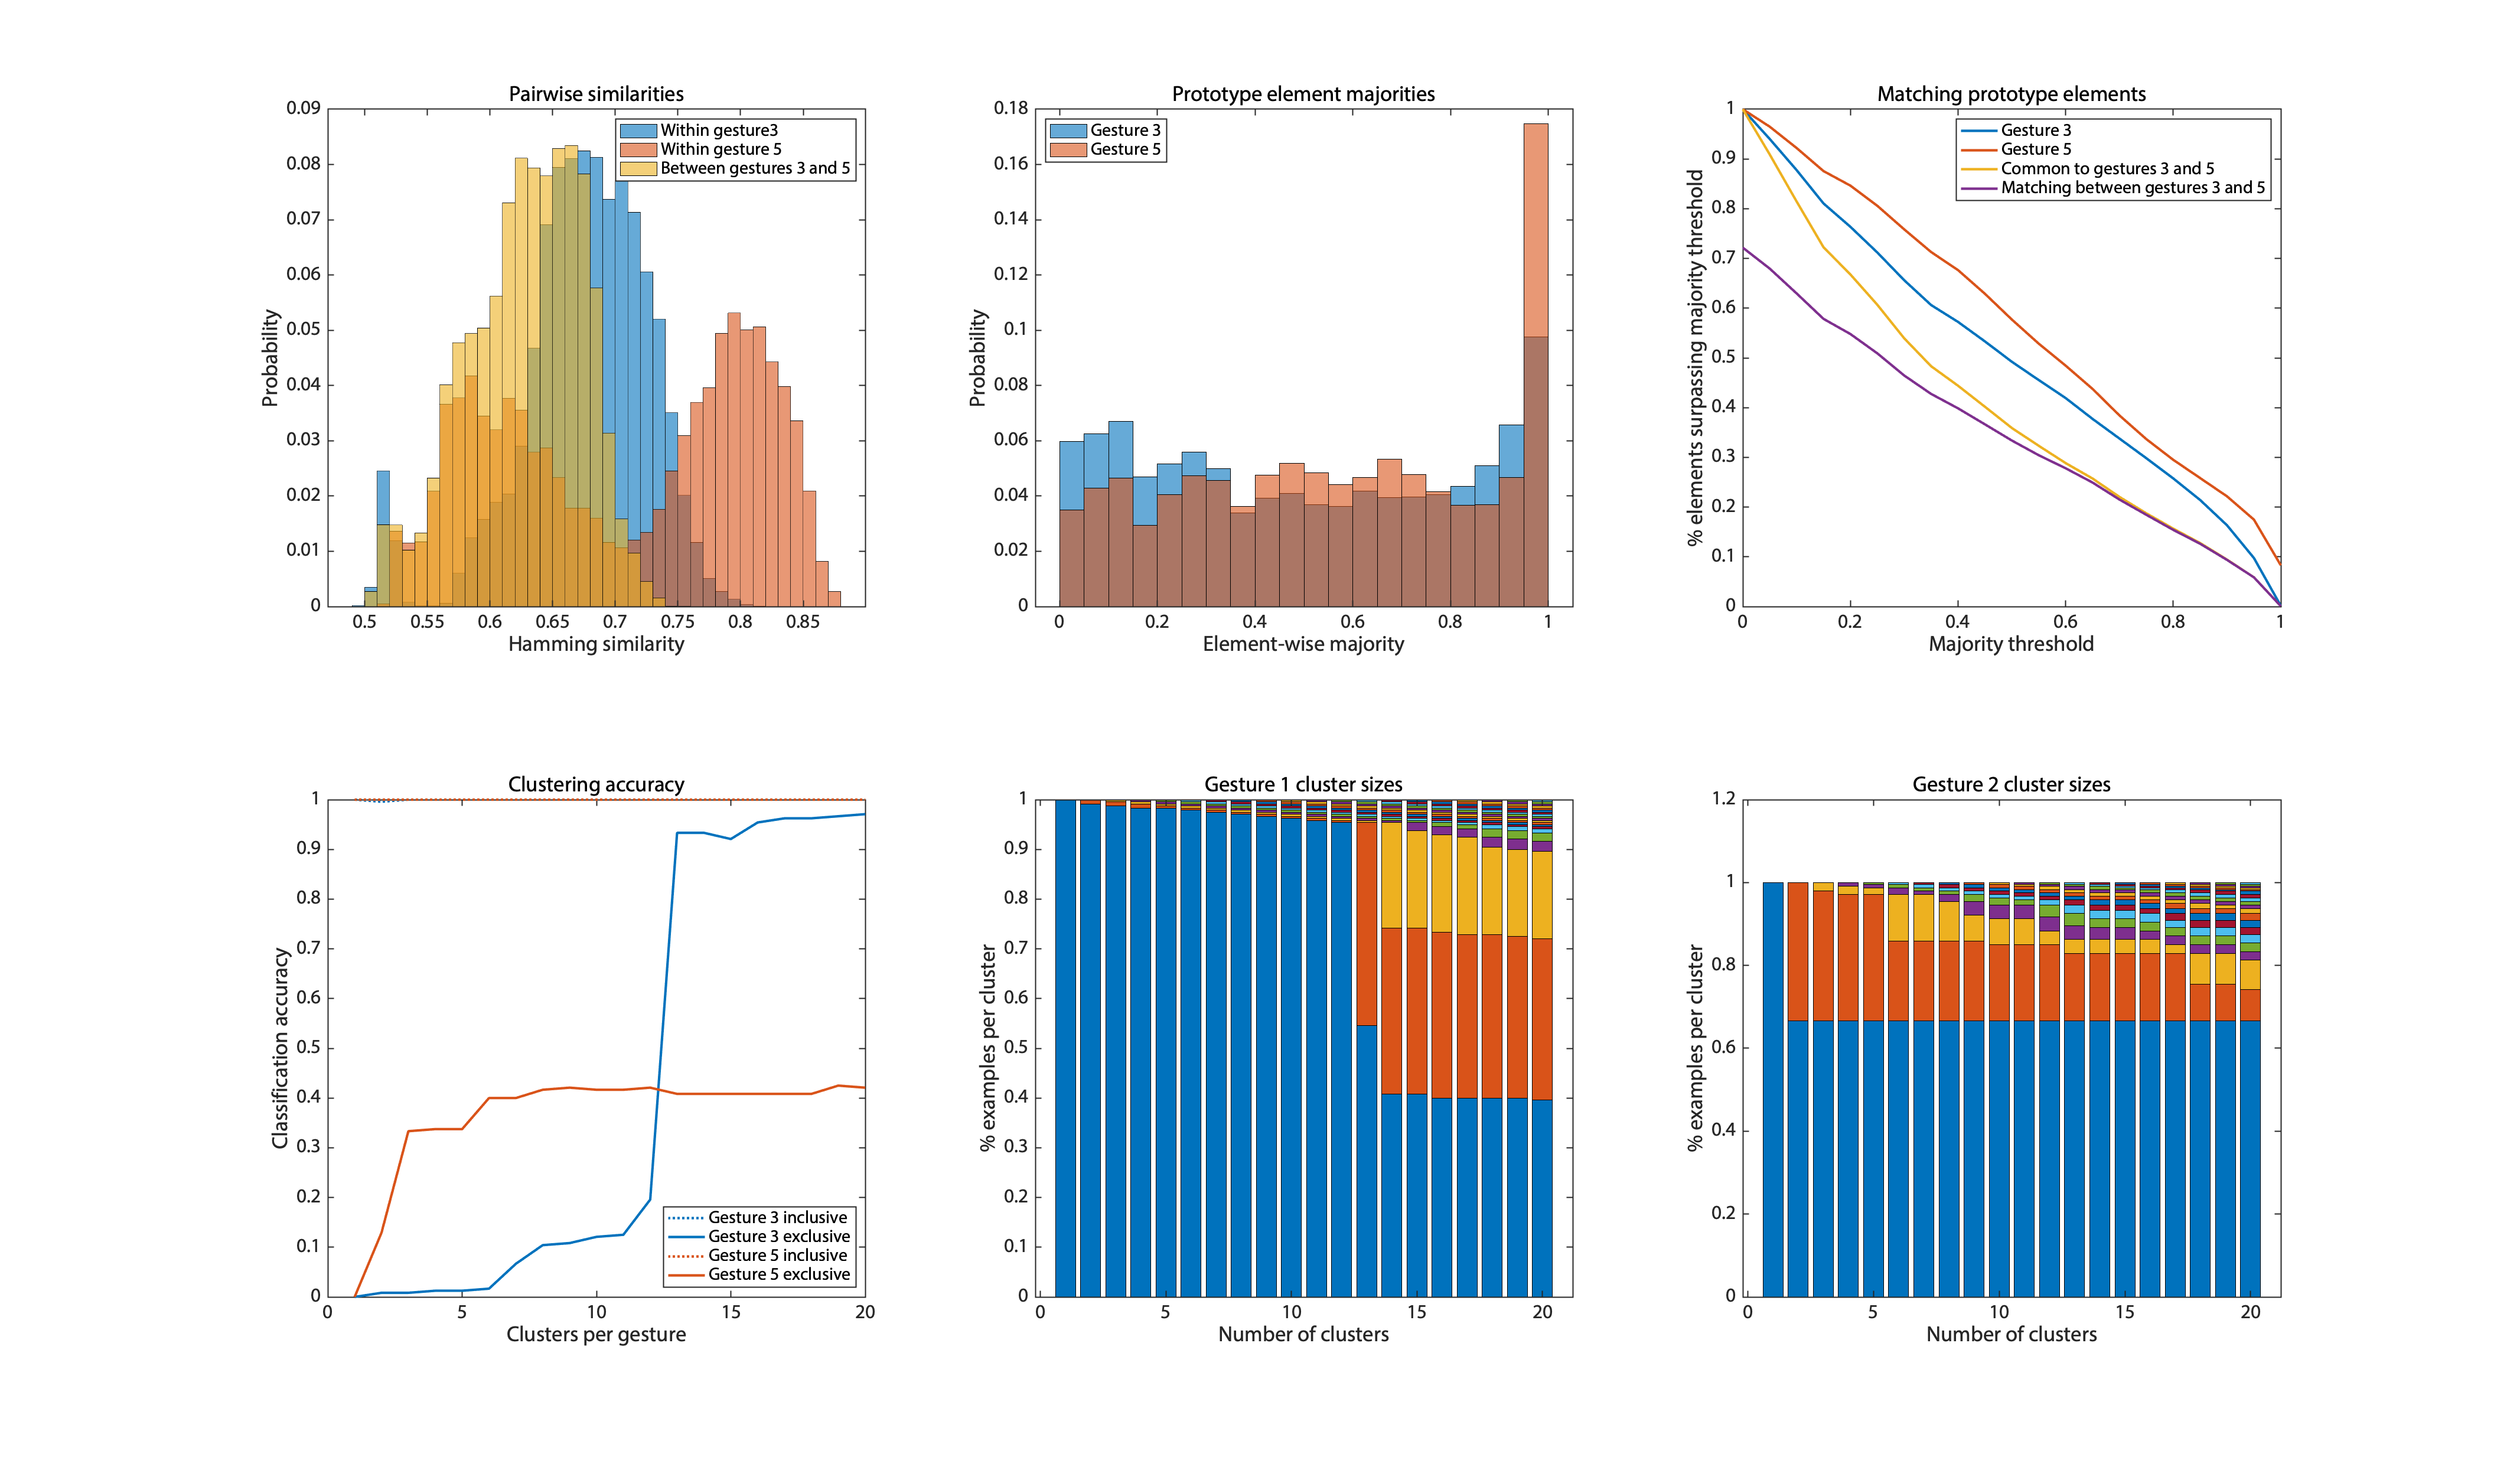 Pairwise similarities
0.09
0.08
0.07
0.06
0.05
0.04
0.03
0.02
0.01
0
Probability
Within gesture3
Within gesture 5
Between gestures 3 and 5
0.5 0.55 0.6 0.65 0.7 0.75 0.8 0.85
Hamming similarity
Prototype element majorities
0.18
0.16
0.14
0.12
0.1
0.08
0.06
0.04
0.02
0
Probability
Gesture 3
Gesture 5
0 0.2 0.4 0.6 0.8 1
Element-wise majority
Matching prototype elements
1
0.9
0.8
0.7
0.6
0.5
0.4
0.3
0.2
0.1
0
% elements surpassing majority threshold
Gesture 3
Gesture 5
Common to gestures 3 and 5
Matching between gestures 3 and 5
0 0.2 0.4 0.6 0.8 1
Majority threshold
Clustering accuracy
1
0.9
0.8
0.7
0.6
0.5
0.4
0.3
0.2
0.1
0
Classification accuracy
Gesture 3 inclusive
Gesture 3 exclusive
Gesture 5 inclusive
Gesture 5 exclusive
0 5 10 15 20
Clusters per gesture
Gesture 1 cluster sizes
1
0.9
0.8
0.7
0.6
0.5
0.4
0.3
0.2
0.1
0
% examples per cluster
0 5 10 15 20
Number of clusters
Gesture 2 cluster sizes
1.2
1
0.8
0.6
0.4
0.2
0
% examples per cluster
0 5 10 15 20
Number of clusters